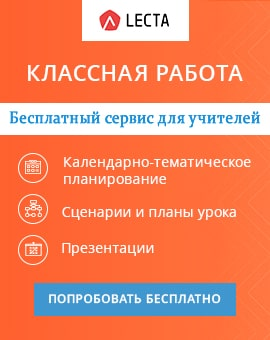 LECTA
КЛАССНАЯ РАБОТА
Бесплатный сервис для учителей
Календарно-тематическое
планирование
Сценарии и планы урока
Презентации
ПОПРОБОВАТЬ БЕСПЛАТНО